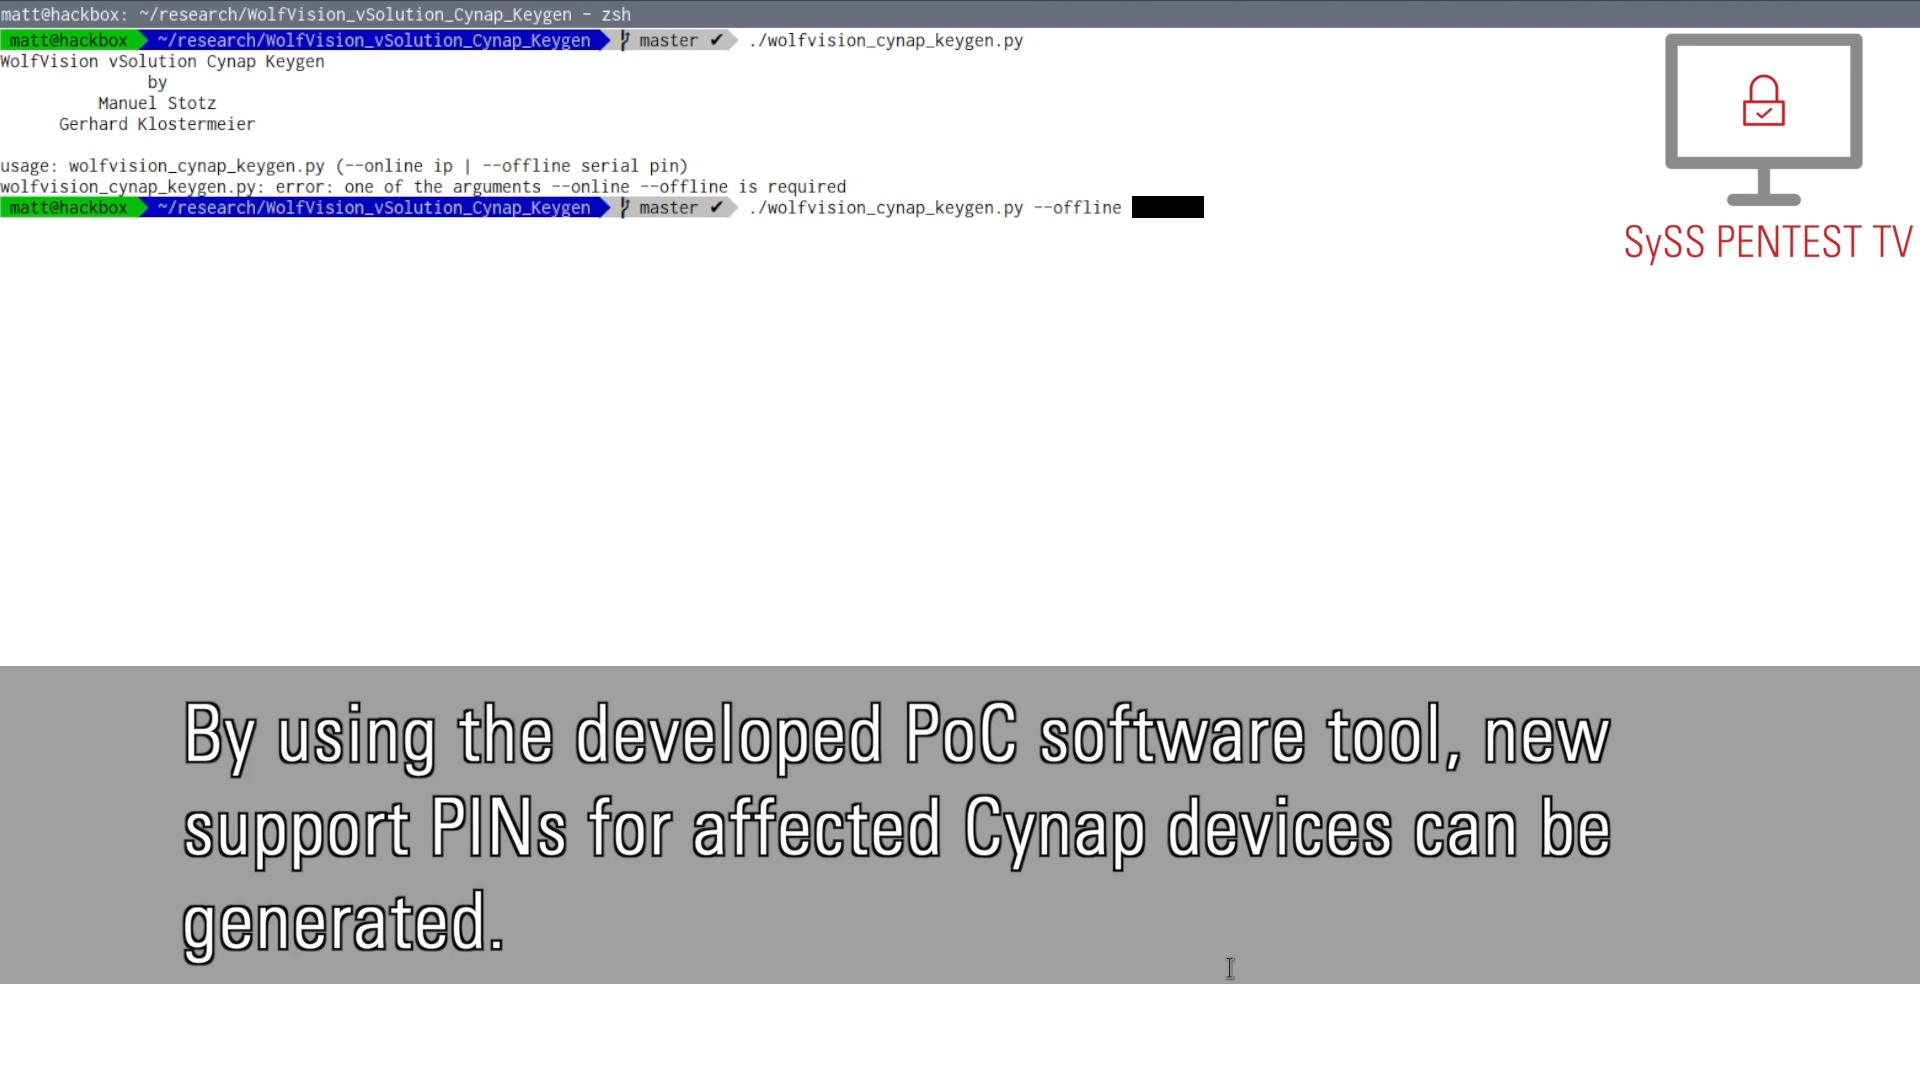 matt@hackbox: ~/research/WolfVision_vSolution_Cynap_Keygen - zsh
matt@hackbox ~/research/WolfVision_vSolution_Cynap_Keygen master ✔ ./wolfvision_cynap_keygen.py
WolfVision vSolution Cynap Keygen
by
Manuel Stotz
Gerhard Klostermeier
usage: wolfvision_cynap_keygen.py (--online ip | --offline serial pin)
wolfvision_cynap_keygen.py: error: one of the arguments --online --offline is required
matt@hackbox ~/research/WolfVision_vSolution_Cynap_Keygen master ✔ ./wolfvision_cynap_keygen.py --offline
SySS PENTEST TV
By using the developed PoC software tool, new
support PINs for affected Cynap devices can be
generated.